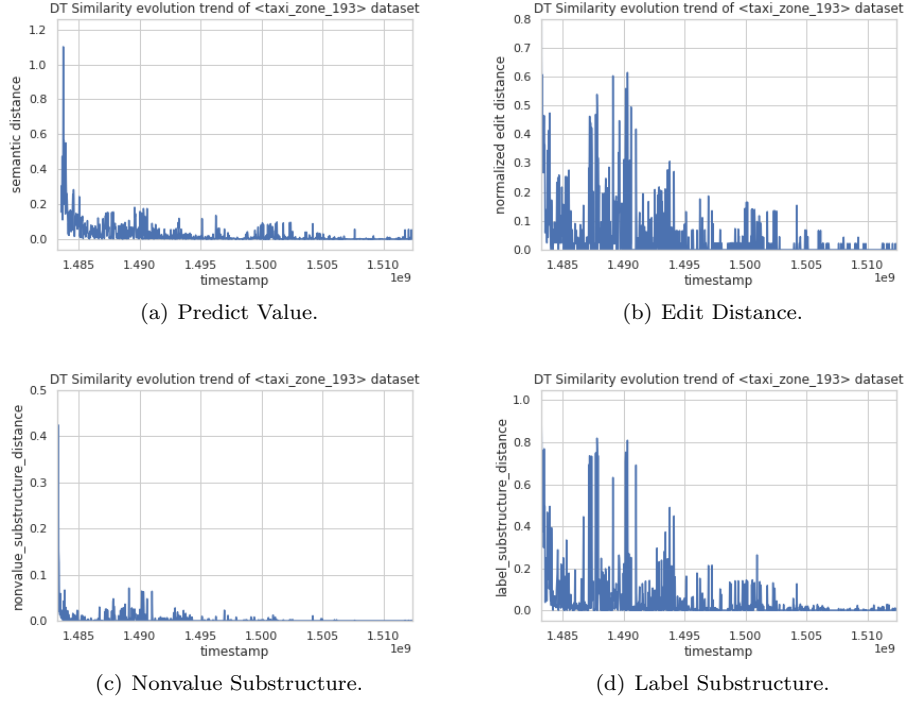 DT Similarity evolution trend of <taxi_zone_193> dataset
1.2
1.0
0.8
0.6
0.4
0.2
0.0
semantic distance
1.485 1.490 1.495 1.500 1.505 1.510
1e9
timestamp
(a) Predict Value.
DT Similarity evolution trend of <taxi_zone_193> dataset
0.8
0.7
0.6
0.5
0.4
0.3
0.2
0.1
0.0
normalized edit distance
1.485 1.490 1.495 1.500 1.505 1.510
1e9
timestamp
(b) Edit Distance.
DT Similarity evolution trend of <taxi_zone_193> dataset
0.5
0.4
0.3
0.2
0.1
0.0
nonvalue_substructure_distance
1.485 1.490 1.495 1.500 1.505 1.510
1e9
timestamp
(c) Nonvalue Substructure.
DT Similarity evolution trend of <taxi_zone_193> dataset
1.0
0.8
0.6
0.4
0.2
0.0
label_substructure_distance
1.485 1.490 1.495 1.500 1.505 1.510
1e9
timestamp
(d) Label Substructure.